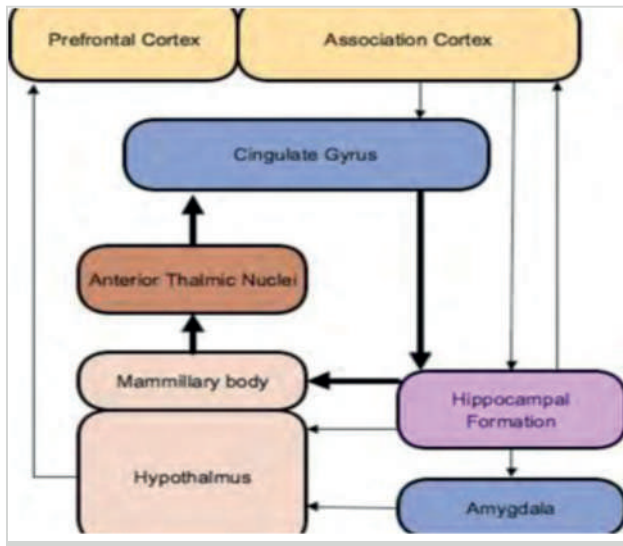 Prefrontal Cortex
Association Cortex
Cingulate Gyrus
Anterior Thalmic Nuclei
Mammillary body
Hippocampal
Formation
Hypothalmus
Amygdala